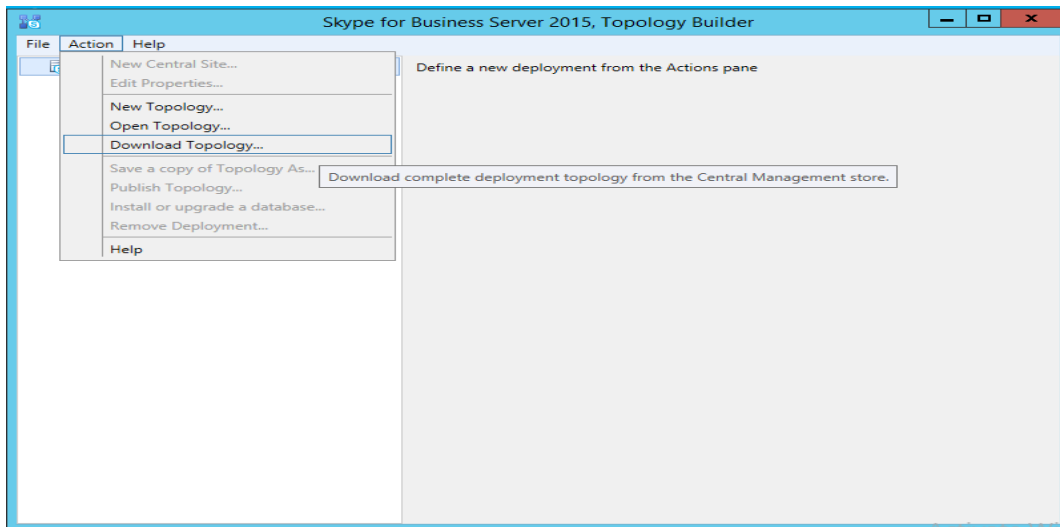 Skype for Business Server 2015, Topology Builder
File Action Help
New Central Site...
Define a new deployment from the Actions pane
Edit Properties...
New Topology...
Open Topology...
Download Topology...
Save a copy of Topology As...
Download complete deployment topology from the Central Management store.
Publish Topology...
Install or upgrade a database...
Remove Deployment...
Help